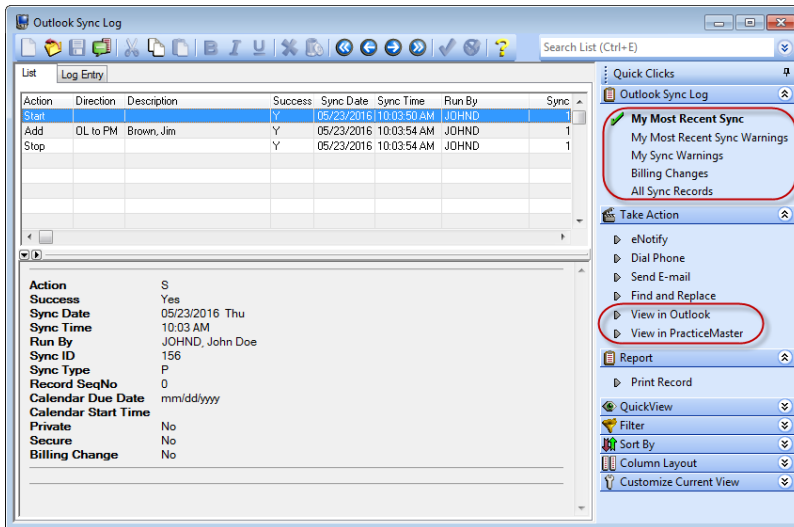 Outlook Sync Log
Search List (Ctrl+E)
List Log Entry
Action Direction Description Success Sync Date Sync Time Run By Sync
Start Y 05/23/2016 10:03:50 AM JOHND 1
Add OL to PM Brown, Jim Y 05/23/2016 10:03:54 AM JOHND 1
Stop Y 05/23/2016 10:03:54 AM JOHND 1
Action S
Success Yes
Sync Date 05/23/2016 Thu
Sync Time 10:03 AM
Run By JOHND, John Doe
Sync ID 156
Sync Type P
Record SeqNo 0
Calendar Due Date mm/dd/yyyy
Calendar Start Time
Private No
Secure No
Billing Change No
Quick Clicks
Outlook Sync Log
My Most Recent Sync
My Most Recent Sync Warnings
My Sync Warnings
Billing Changes
All Sync Records
Take Action
eNotify
Dial Phone
Send E-mail
Find and Replace
View in Outlook
View in PracticeMaster
Report
Print Record
QuickView
Filter
Sort By
Column Layout
Customize Current View